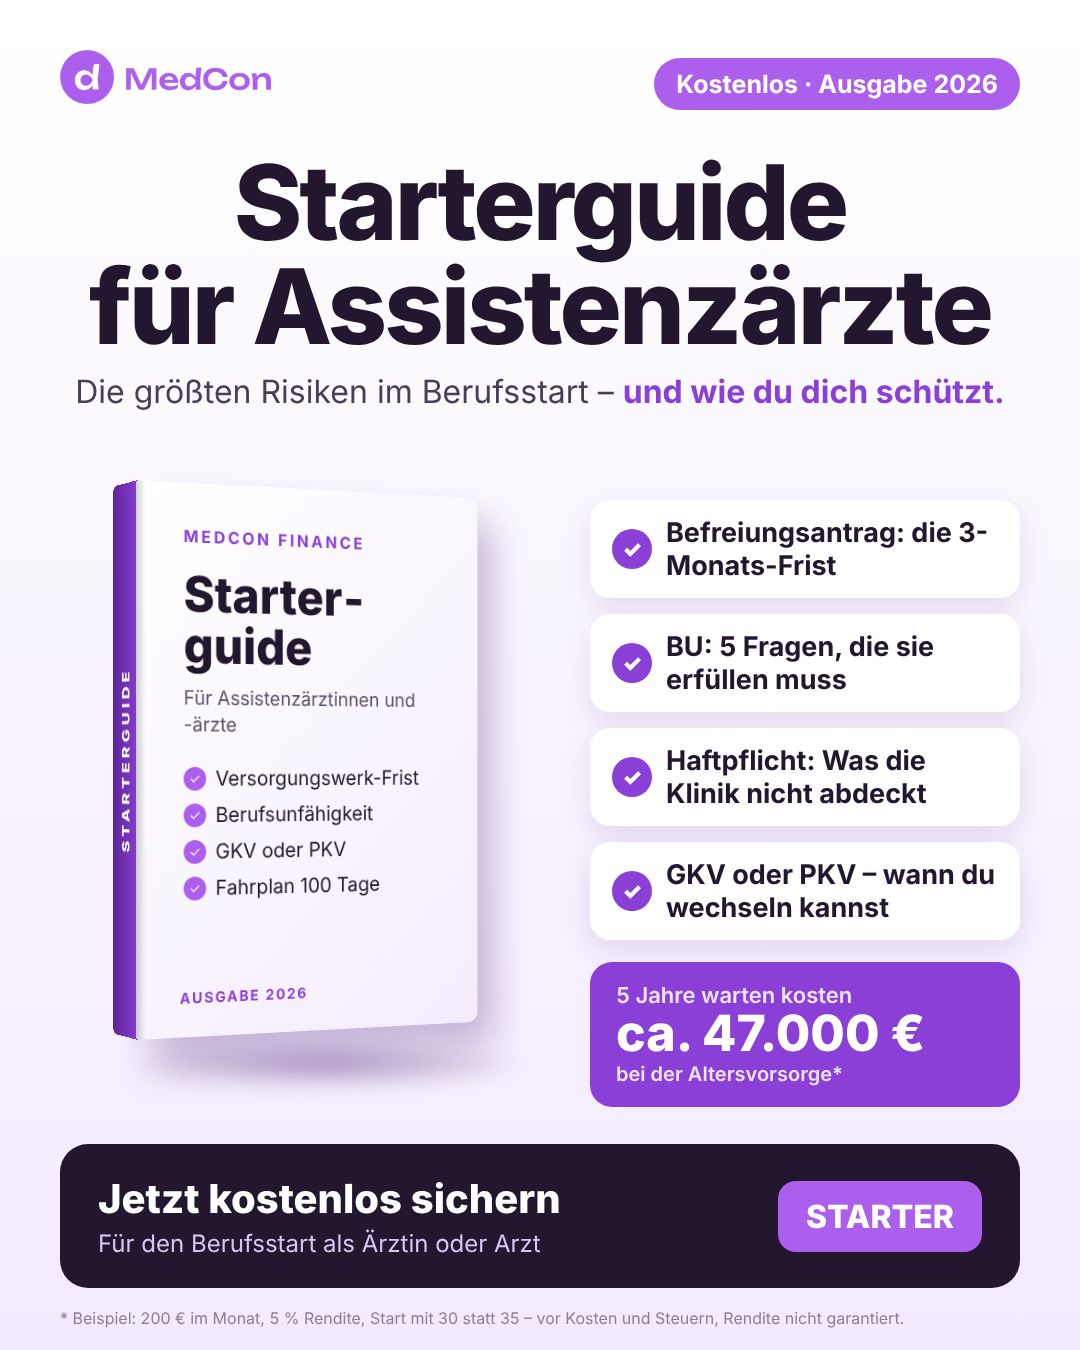 d MedCon
Kostenlos · Ausgabe 2026
Starterguide
für Assistenzärzte
Die größten Risiken im Berufsstart – und wie du dich schützt.
STARTERGUIDE
MEDCON FINANCE
Starter-
guide
Für Assistenzärztinnen und
-ärzte
Versorgungswerk-Frist
Berufsunfähigkeit
GKV oder PKV
Fahrplan 100 Tage
AUSGABE 2026
Befreiungsantrag: die 3-
Monats-Frist
BU: 5 Fragen, die sie
erfüllen muss
Haftpflicht: Was die
Klinik nicht abdeckt
GKV oder PKV – wann du
wechseln kannst
5 Jahre warten kosten
ca. 47.000 €
bei der Altersvorsorge*
Jetzt kostenlos sichern
Für den Berufsstart als Ärztin oder Arzt
STARTER
* Beispiel: 200 € im Monat, 5 % Rendite, Start mit 30 statt 35 – vor Kosten und Steuern, Rendite nicht garantiert.